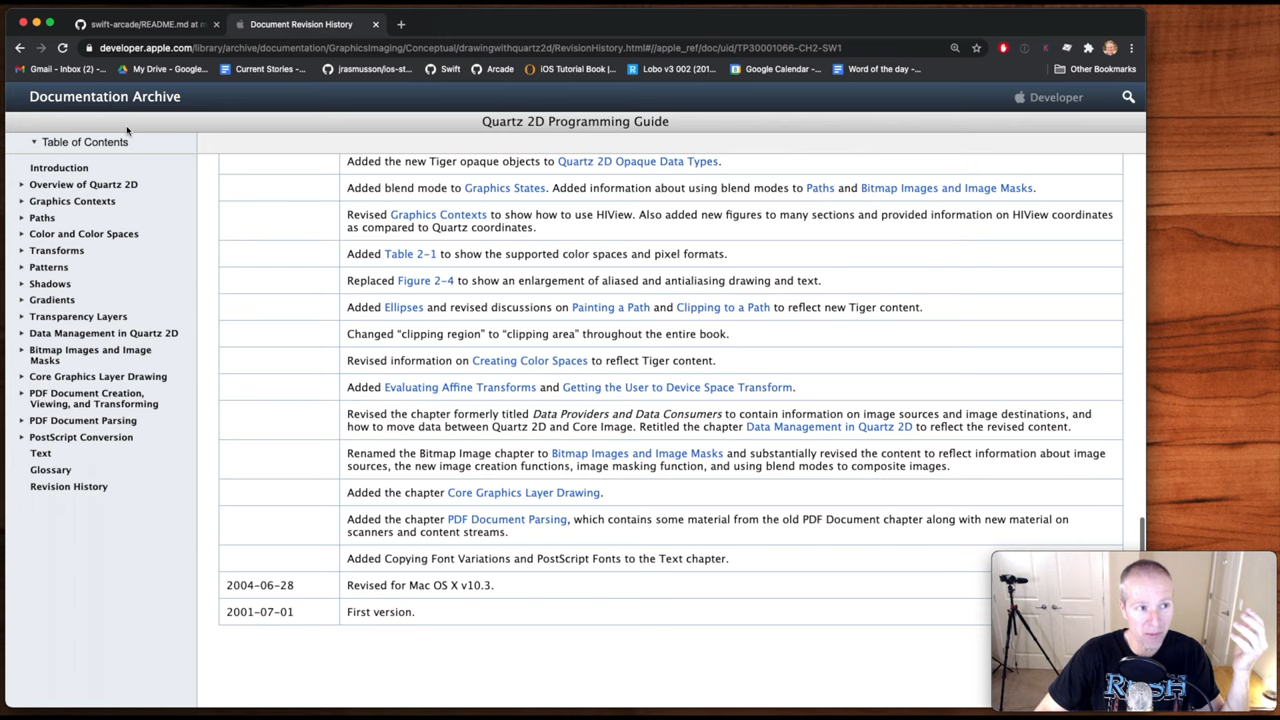 swift-arcade/README.md at m
Document Revision History
developer.apple.com/library/archive/documentation/GraphicsImaging/Conceptual/drawingwithquartz2d/RevisionHistory.html#//apple_ref/doc/uid/TP30001066-CH2-SW1
Gmail - Inbox (2) -...
My Drive - Google...
Current Stories -...
jrasmusson/ios-st...
Swift
Arcade
iOS Tutorial Book |...
Lobo v3 002 (201...
Google Calendar -...
Word of the day -...
Other Bookmarks
Documentation Archive
Developer
Quartz 2D Programming Guide
Table of Contents
Introduction
Overview of Quartz 2D
Graphics Contexts
Paths
Color and Color Spaces
Transforms
Patterns
Shadows
Gradients
Transparency Layers
Data Management in Quartz 2D
Bitmap Images and Image
Masks
Core Graphics Layer Drawing
PDF Document Creation,
Viewing, and Transforming
PDF Document Parsing
PostScript Conversion
Text
Glossary
Revision History
Added the new Tiger opaque objects to Quartz 2D Opaque Data Types.
Added blend mode to Graphics States. Added information about using blend modes to Paths and Bitmap Images and Image Masks.
Revised Graphics Contexts to show how to use HIView. Also added new figures to many sections and provided information on HIView coordinates
as compared to Quartz coordinates.
Added Table 2-1 to show the supported color spaces and pixel formats.
Replaced Figure 2-4 to show an enlargement of aliased and antialiasing drawing and text.
Added Ellipses and revised discussions on Painting a Path and Clipping to a Path to reflect new Tiger content.
Changed “clipping region” to “clipping area” throughout the entire book.
Revised information on Creating Color Spaces to reflect Tiger content.
Added Evaluating Affine Transforms and Getting the User to Device Space Transform.
Revised the chapter formerly titled Data Providers and Data Consumers to contain information on image sources and image destinations, and
how to move data between Quartz 2D and Core Image. Retitled the chapter Data Management in Quartz 2D to reflect the revised content.
Renamed the Bitmap Image chapter to Bitmap Images and Image Masks and substantially revised the content to reflect information about image
sources, the new image creation functions, image masking function, and using blend modes to composite images.
Added the chapter Core Graphics Layer Drawing.
Added the chapter PDF Document Parsing, which contains some material from the old PDF Document chapter along with new material on
scanners and content streams.
Added Copying Font Variations and PostScript Fonts to the Text chapter.
2004-06-28 Revised for Mac OS X v10.3.
2001-07-01 First version.